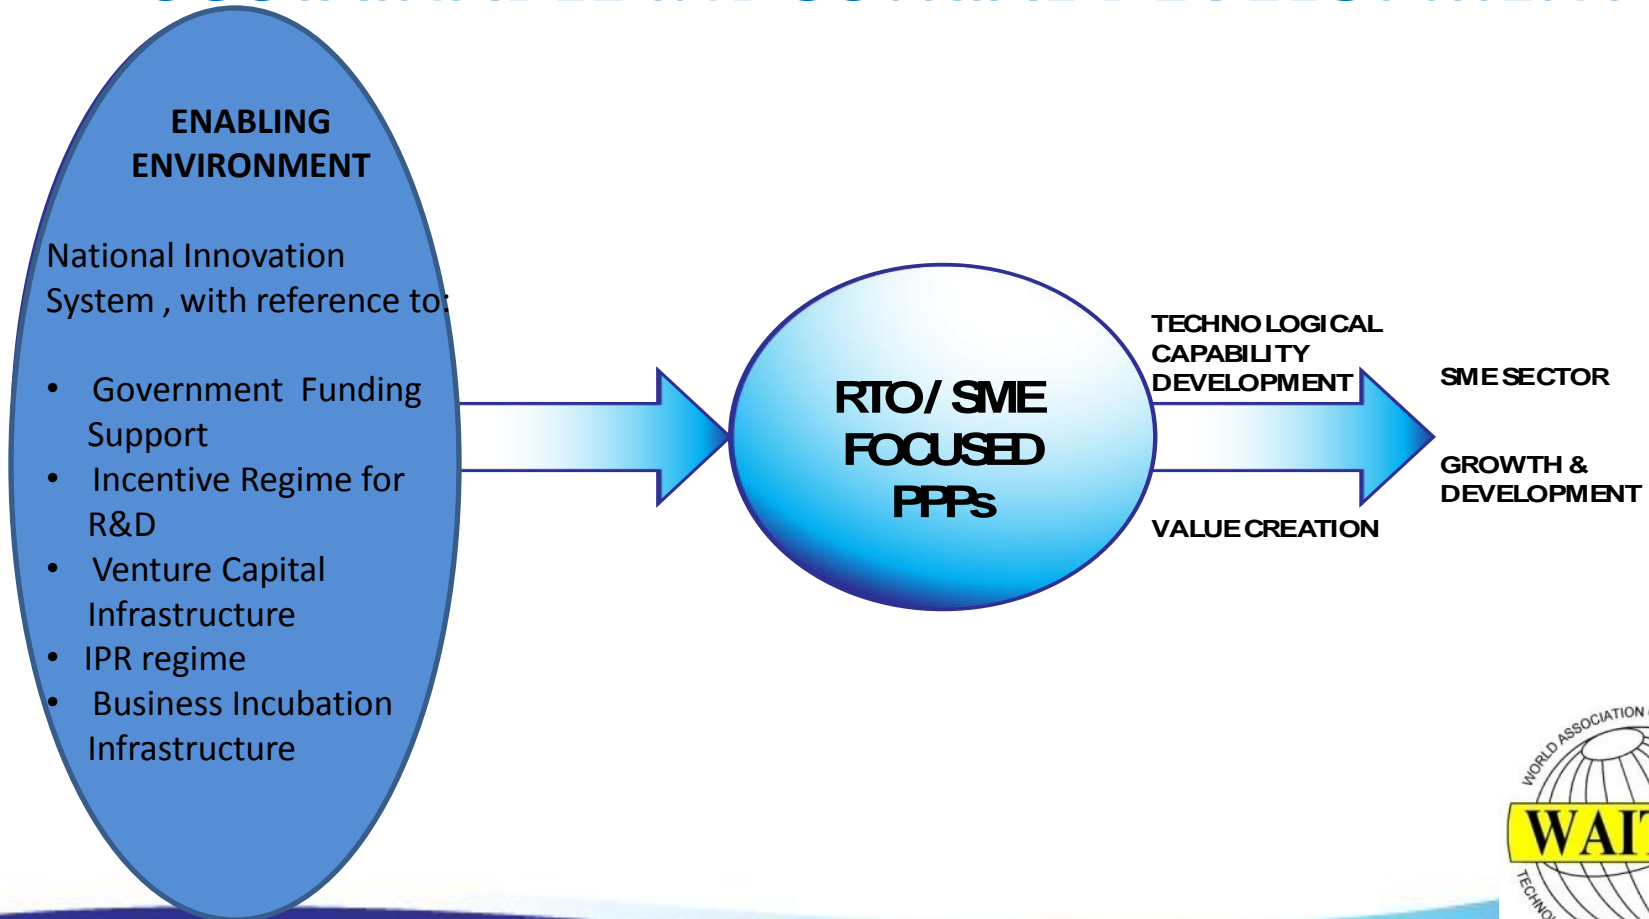 ENABLING
ENVIRONMENT
National Innovation
System , with reference to:
• Government Funding
Support
• Incentive Regime for
R&D
• Venture Capital
Infrastructure
• IPR regime
• Business Incubation
Infrastructure
RTO / SME
FOCUSED
PPPs
TECHNOLOGICAL
CAPABILITY
DEVELOPMENT
VALUE CREATION
SME SECTOR
GROWTH &
DEVELOPMENT
WORLD ASSOCIATION